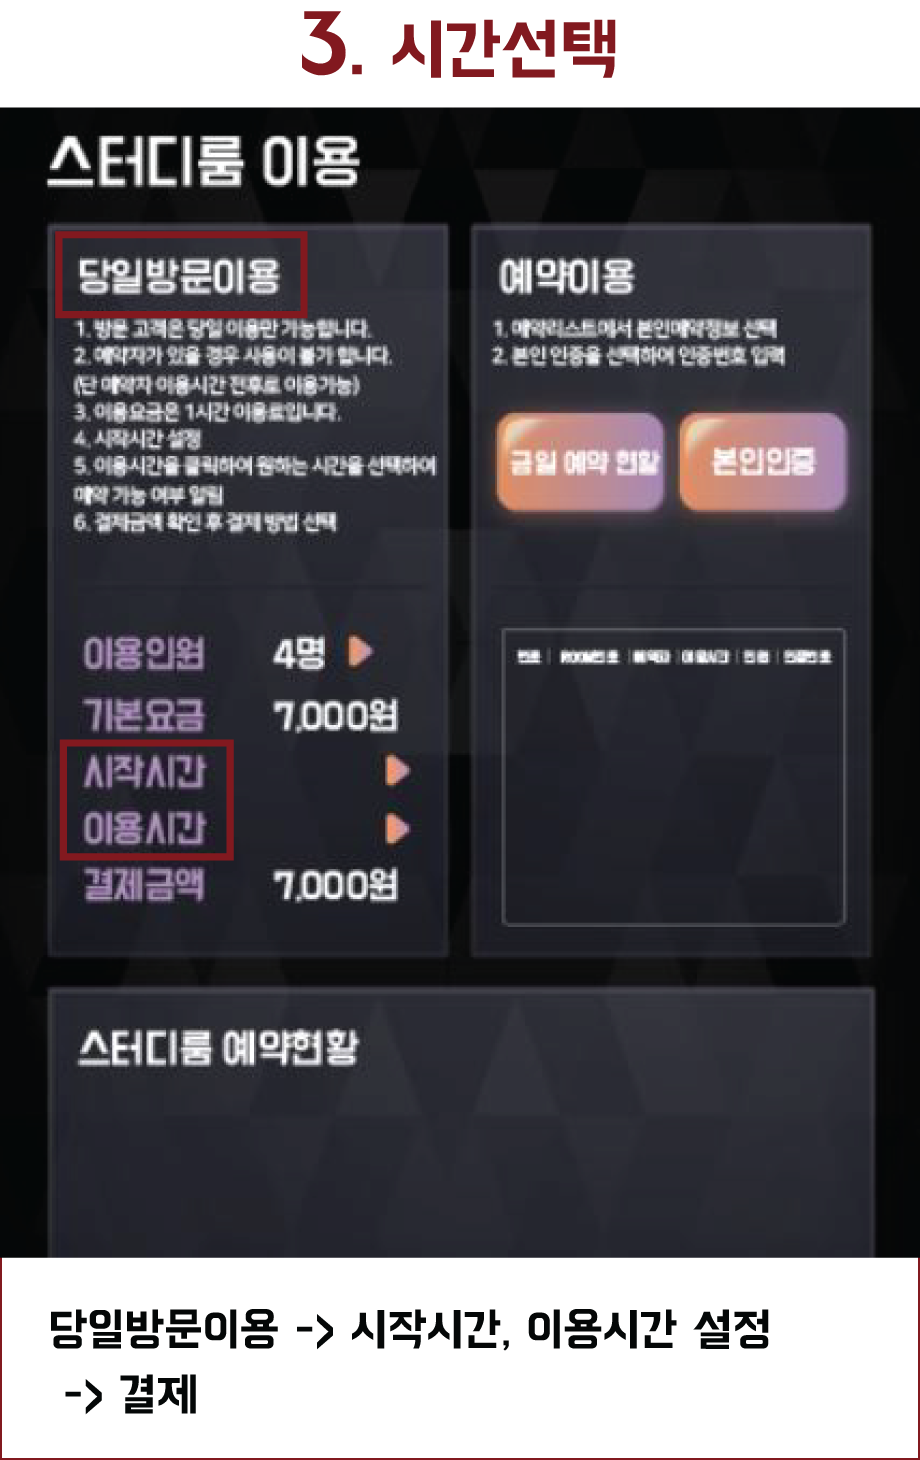 3. 시간선택
스터디룸 이용
당일방문이용
1. 방문 고객은 당일 이용만 가능합니다.
2. 예약자가 있을 경우 사용이 불가 합니다.
(단 예약자 이용시간 전후로 이용가능)
3. 이용요금은 1시간 이용료입니다.
4. 시작시간 설정
5. 이용시간을 클릭하여 원하는 시간을 선택하여
예약 가능 여부 알림
6. 결제금액 확인 후 결제 방법 선택
이용인원 4명
기본요금 7,000원
시작시간
이용시간
결제금액 7,000원
예약이용
1. 예약리스트에서 본인예약정보 선택
2. 본인 인증을 선택하여 인증번호 입력
금일 예약 현황 본인인증
번호 | ROOM번호 | 예약자 | 이용시간 | 인원 |
스터디룸 예약현황
당일방문이용 -> 시작시간, 이용시간 설정
-> 결제